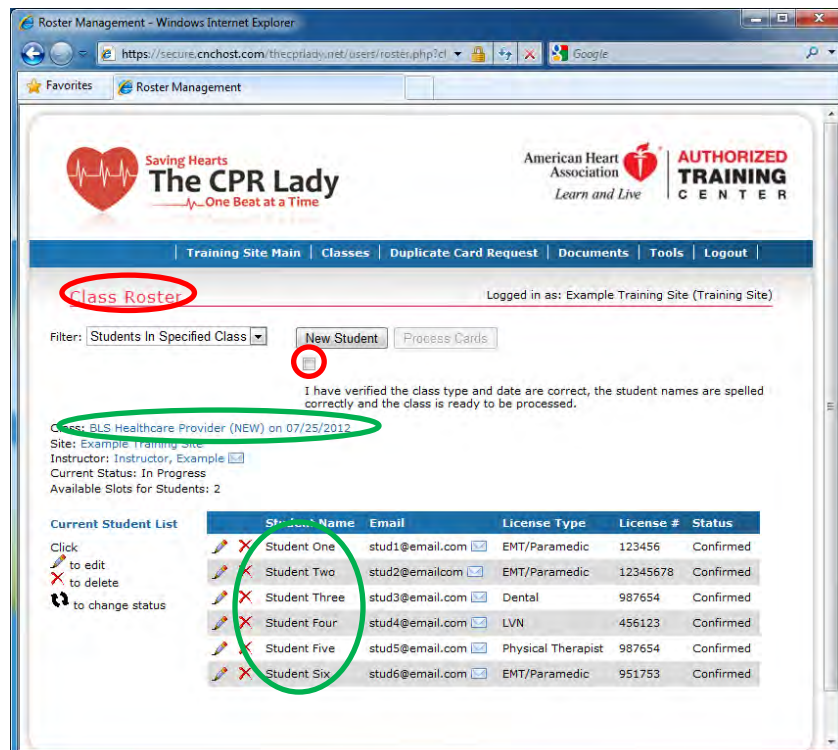 Roster Management - Windows Internet Explorer
https://secure.cnchost.com/thecprlady.net/users/roster.php?cl
Google
Favorites
Roster Management
Saving Hearts
The CPR Lady
One Beat at a Time
American Heart
Association
Learn and Live
AUTHORIZED
TRAINING
CENTER
Training Site Main | Classes | Duplicate Card Request | Documents | Tools | Logout
Class Roster
Logged in as: Example Training Site (Training Site)
Filter: Students In Specified Class
New Student
Process Cards
I have verified the class type and date are correct, the student names are spelled
correctly and the class is ready to be processed.
Class: BLS Healthcare Provider (NEW) on 07/25/2012
Site: Example Training Site
Instructor: Instructor, Example
Current Status: In Progress
Available Slots for Students: 2
Current Student List
Click
to edit
to delete
to change status
Student Name Email License Type License # Status
Student One stud1@email.com EMT/Paramedic 123456 Confirmed
Student Two stud2@emailcom EMT/Paramedic 12345678 Confirmed
Student Three stud3@email.com Dental 987654 Confirmed
Student Four stud4@email.com LVN 456123 Confirmed
Student Five stud5@email.com Physical Therapist 987654 Confirmed
Student Six stud6@email.com EMT/Paramedic 951753 Confirmed